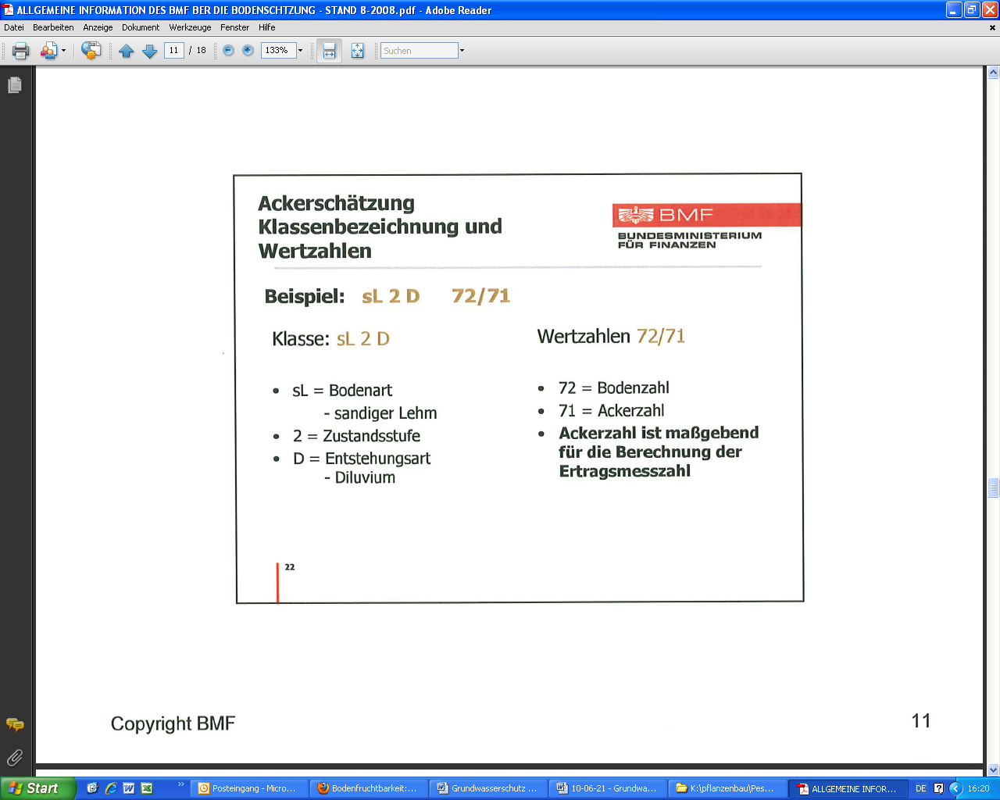 ALLGEMEINE INFORMATION DES BMF BER DIE BODENSCHTZUNG - STAND 8-2008.pdf - Adobe Reader
Datei Bearbeiten Anzeige Dokument Werkzeuge Fenster Hilfe
11 / 18 133% Suchen
Ackerschätzung
Klassenbezeichnung und
Wertzahlen
BMF
BUNDESMINISTERIUM
FÜR FINANZEN
Beispiel: sL 2 D 72/71
Klasse: sL 2 D
• sL = Bodenart
- sandiger Lehm
• 2 = Zustandsstufe
• D = Entstehungsart
- Diluvium
Wertzahlen 72/71
• 72 = Bodenzahl
• 71 = Ackerzahl
• Ackerzahl ist maßgebend
für die Berechnung der
Ertragsmesszahl
22
Copyright BMF
11
Start Posteingang - Micro... Bodenfruchtbarkeit:... Grundwasserschutz ... 10-06-21 - Grundwa... K:\pflanzenbau\Pes... ALLGEMEINE INFOR... DE 16:20